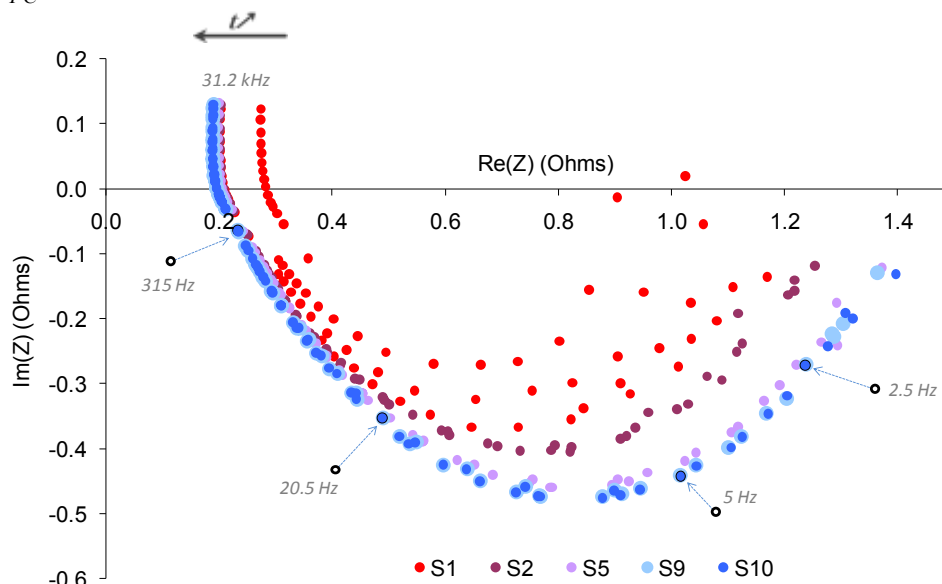 t↗
0.2
31.2 kHz
0.1
Re(Z) (Ohms)
0.0
0.0
0.2
0.4
0.6
0.8
1.0
1.2
1.4
-0.1
315 Hz
Im(Z) (Ohms)
-0.2
-0.3
2.5 Hz
-0.4
20.5 Hz
5 Hz
-0.5
S1 S2 S5 S9 S10
-0.6